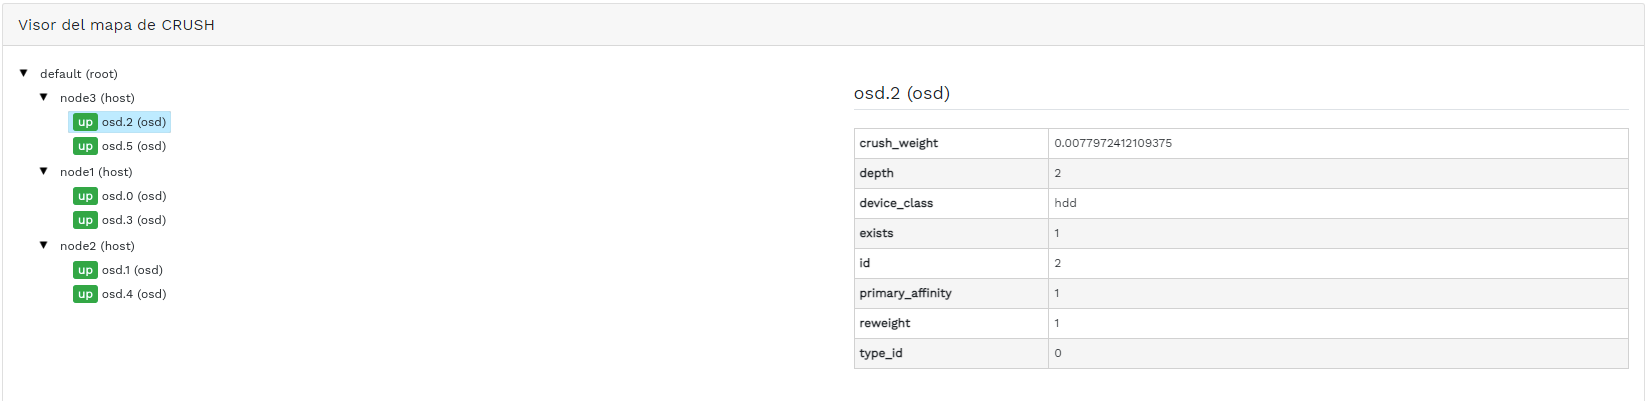 Visor del mapa de CRUSH
default (root)
node3 (host)
up osd.2 (osd)
up osd.5 (osd)
node1 (host)
up osd.0 (osd)
up osd.3 (osd)
node2 (host)
up osd.1 (osd)
up osd.4 (osd)
osd.2 (osd)
crush_weight 0.0077972412109375
depth 2
device_class hdd
exists 1
id 2
primary_affinity 1
reweight 1
type_id 0